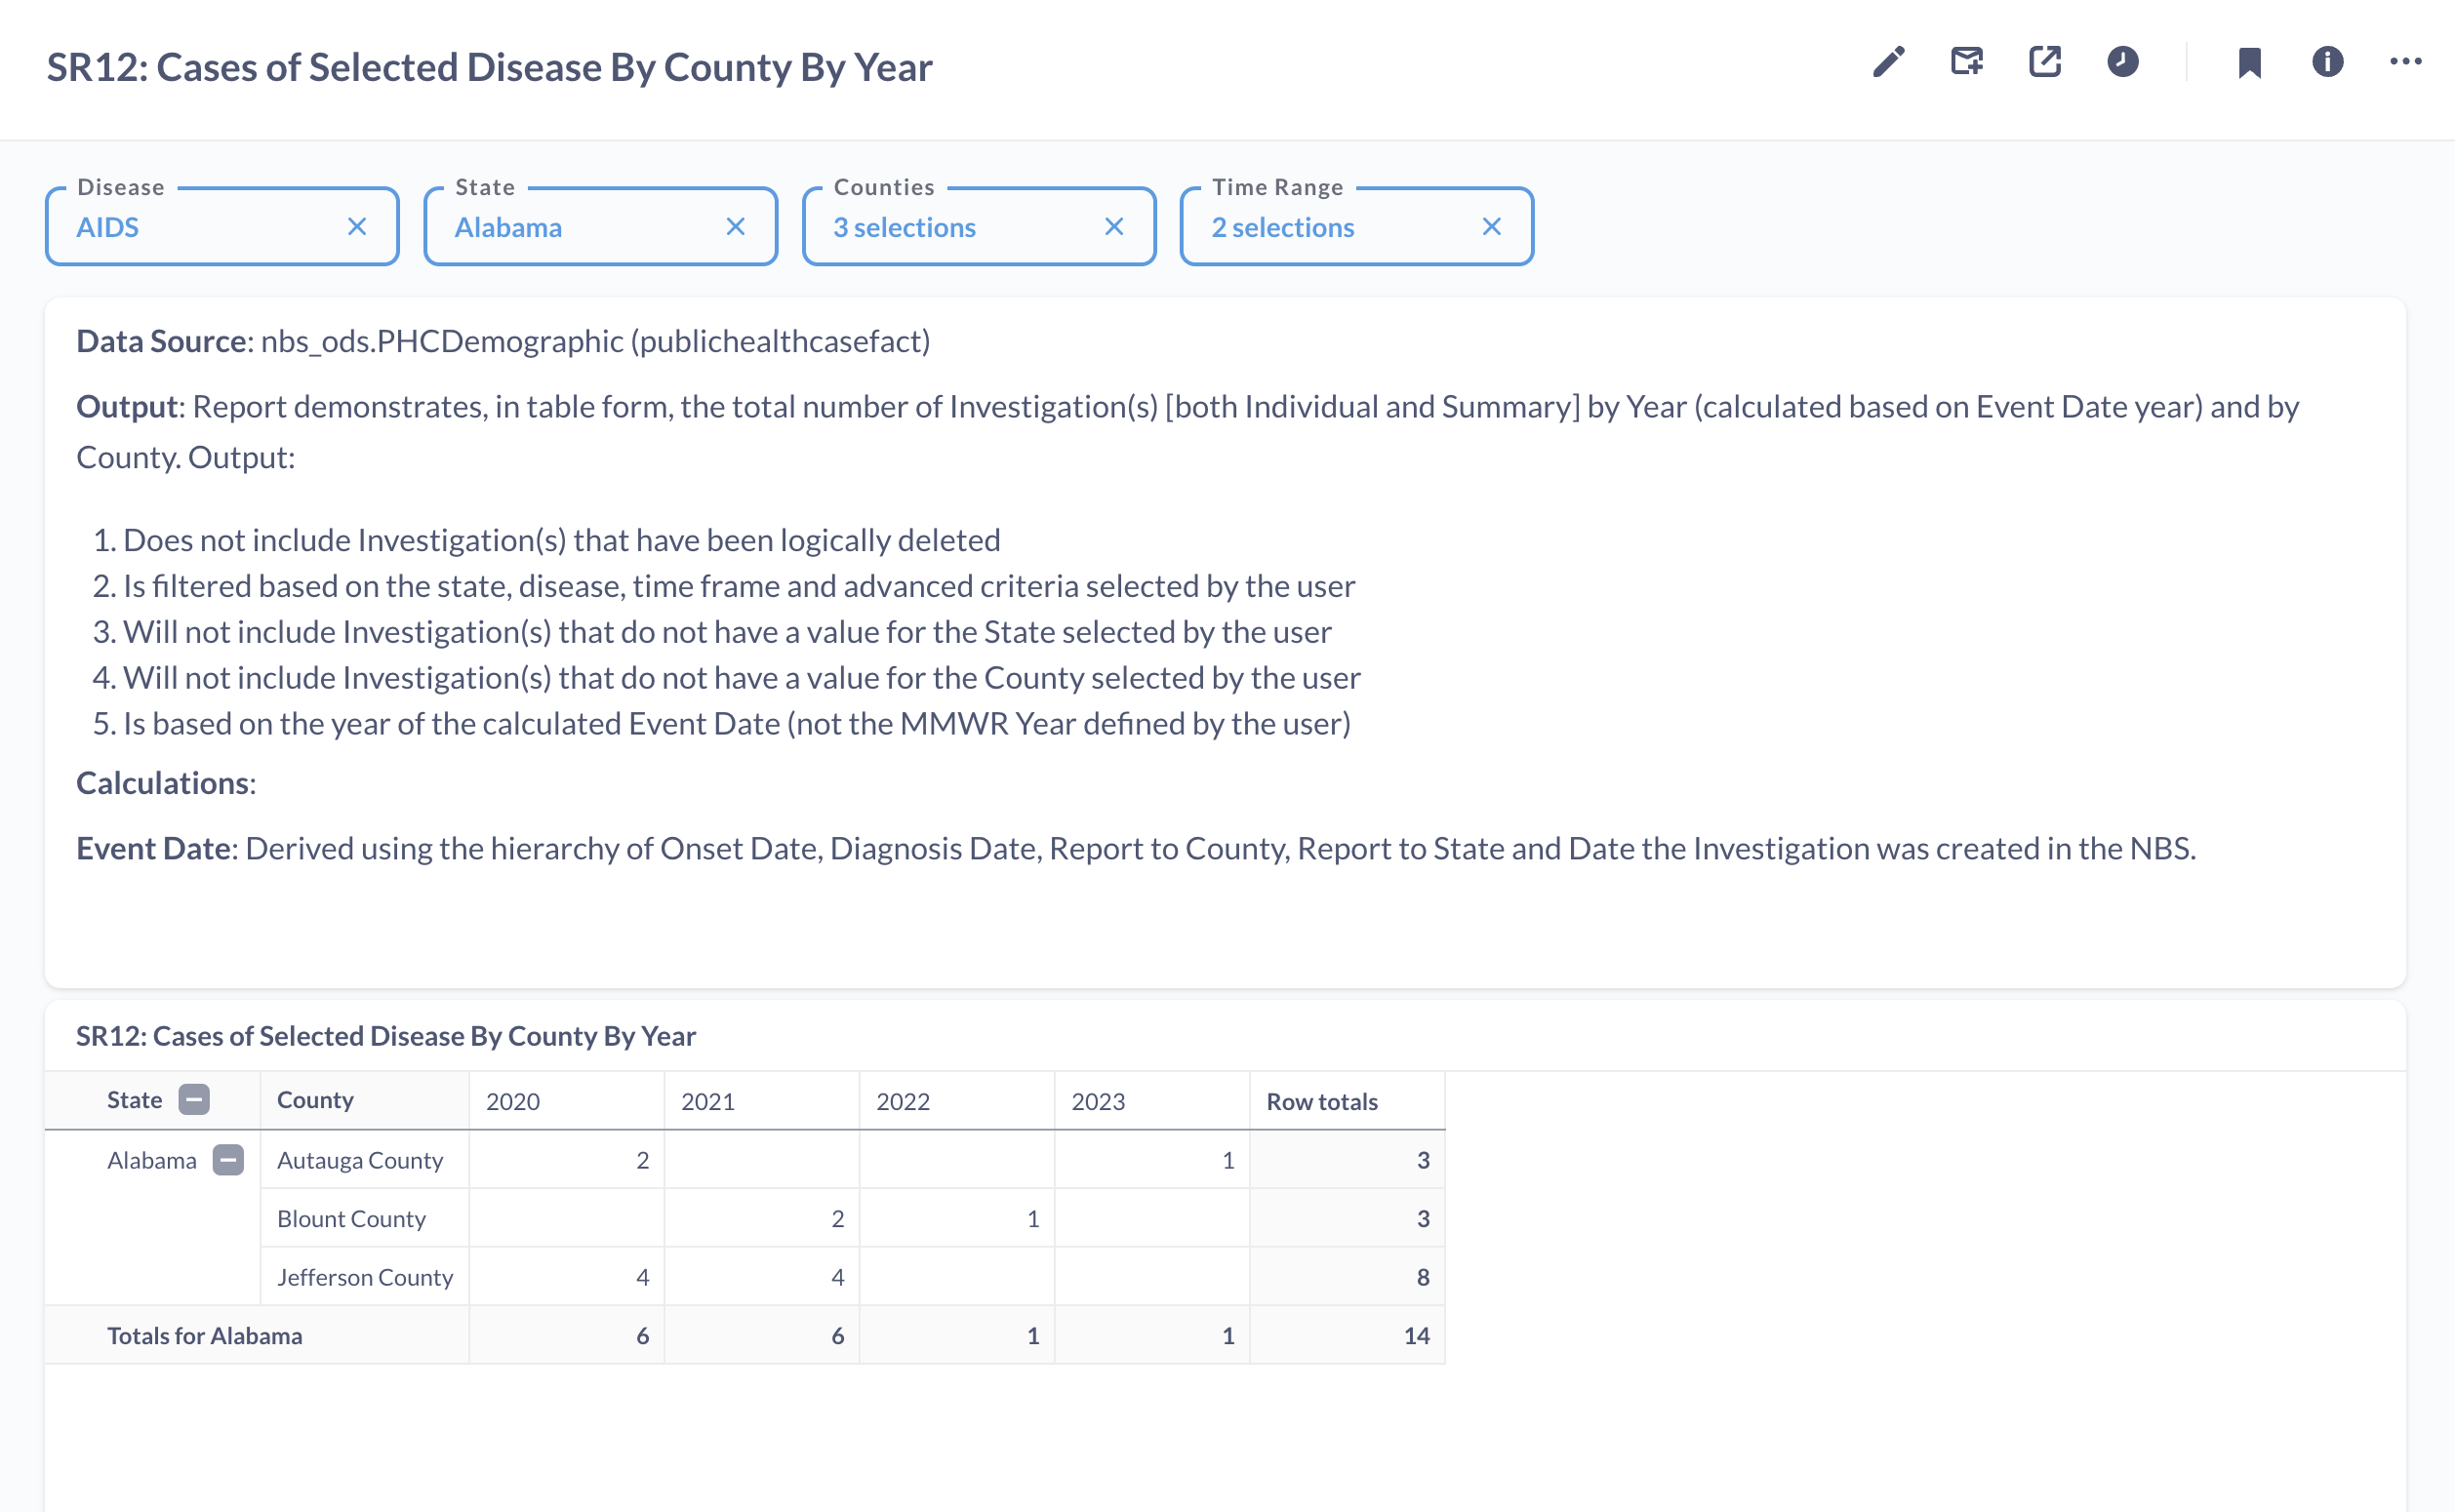 SR12: Cases of Selected Disease By County By Year
Disease State Counties Time Range
AIDS Alabama 3 selections 2 selections
Data Source: nbs_ods.PHCDemographic (publichealthcasefact)
Output: Report demonstrates, in table form, the total number of Investigation(s) [both Individual and Summary] by Year (calculated based on Event Date year) and by
County. Output:
1. Does not include Investigation(s) that have been logically deleted
2. Is filtered based on the state, disease, time frame and advanced criteria selected by the user
3. Will not include Investigation(s) that do not have a value for the State selected by the user
4. Will not include Investigation(s) that do not have a value for the County selected by the user
5. Is based on the year of the calculated Event Date (not the MMWR Year defined by the user)
Calculations:
Event Date: Derived using the hierarchy of Onset Date, Diagnosis Date, Report to County, Report to State and Date the Investigation was created in the NBS.
SR12: Cases of Selected Disease By County By Year
State County 2020 2021 2022 2023 Row totals
Alabama Autauga County 2 1 3
Blount County 2 1 3
Jefferson County 4 4 8
Totals for Alabama 6 6 1 1 14